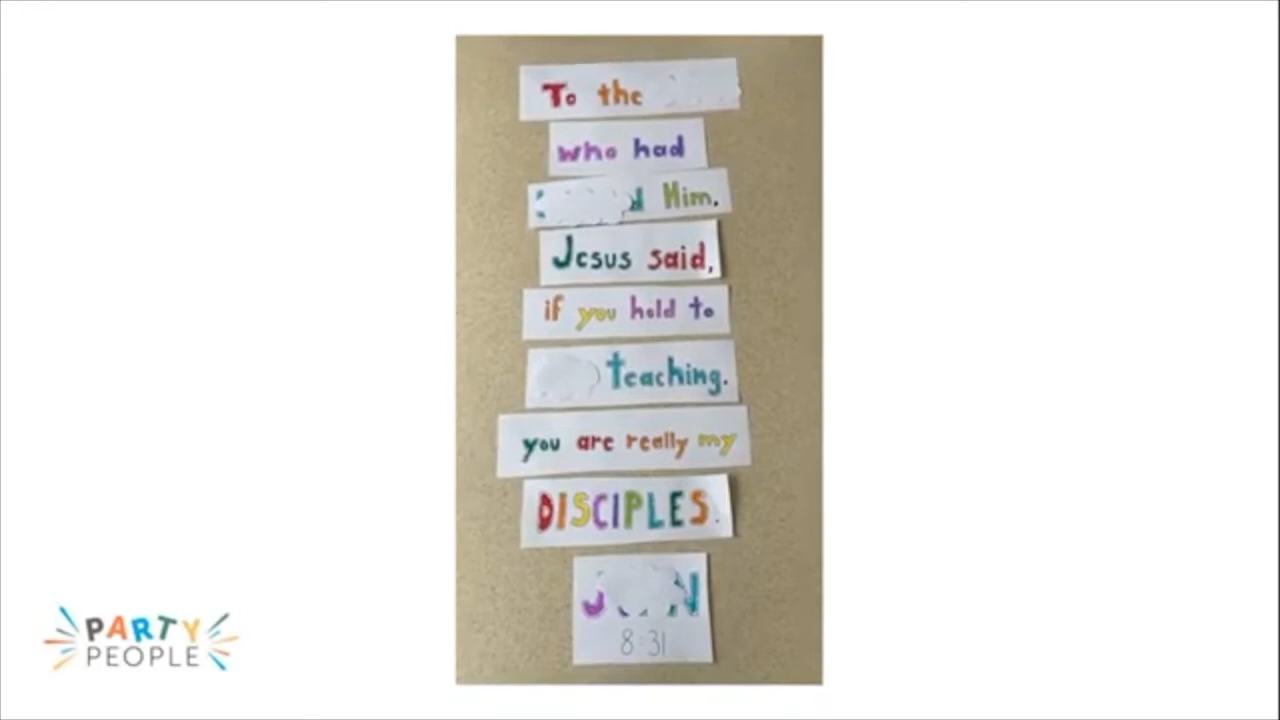 To the
who had
Him,
Jesus said,
if you hold to
teaching.
you are really my
DISCIPLES.
8:31
PARTY
PEOPLE